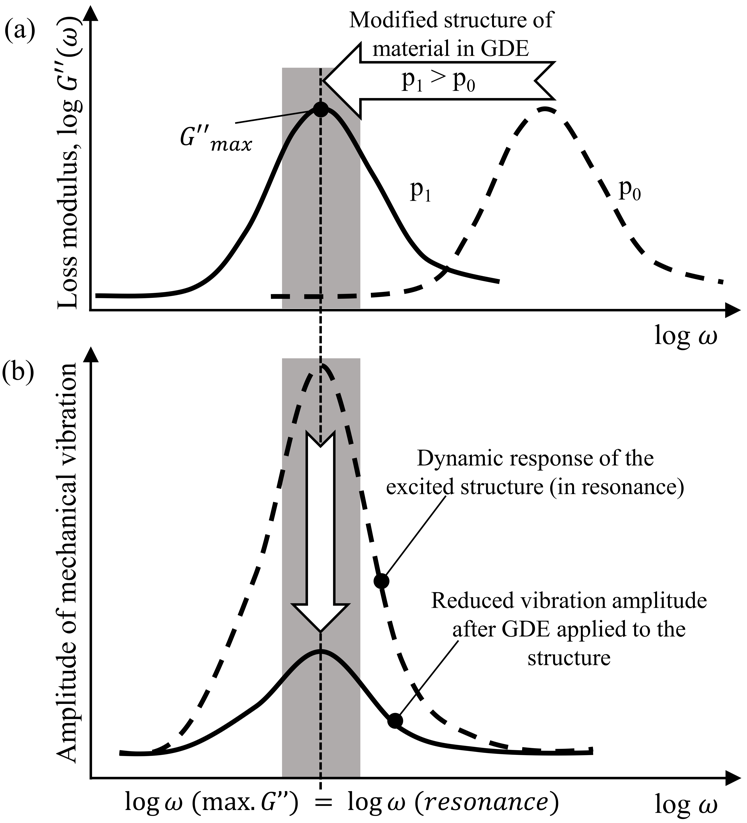 (a)
Modified structure of
material in GDE
p₁ > p₀
Loss modulus, log G''(ω)
G''ₘₐₓ
p₁
p₀
log ω
(b)
Amplitude of mechanical vibration
Dynamic response of the
excited structure (in resonance)
Reduced vibration amplitude
after GDE applied to the
structure
log ω (max. G'') = log ω (resonance)
log ω